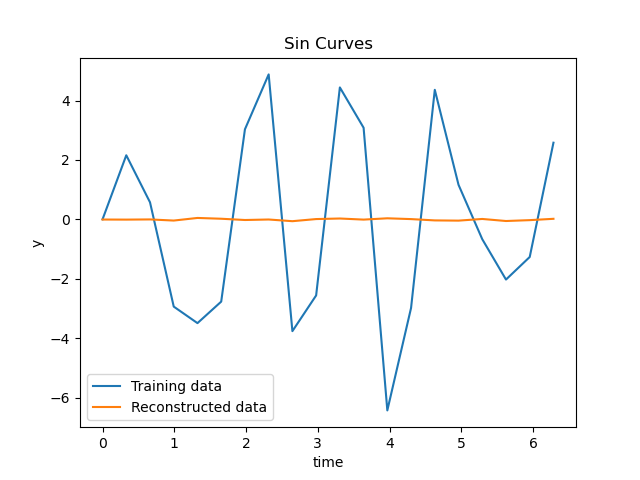 Sin Curves
y
4
2
0
−2
−4
−6
Training data
Reconstructed data
0 1 2 3 4 5 6
time